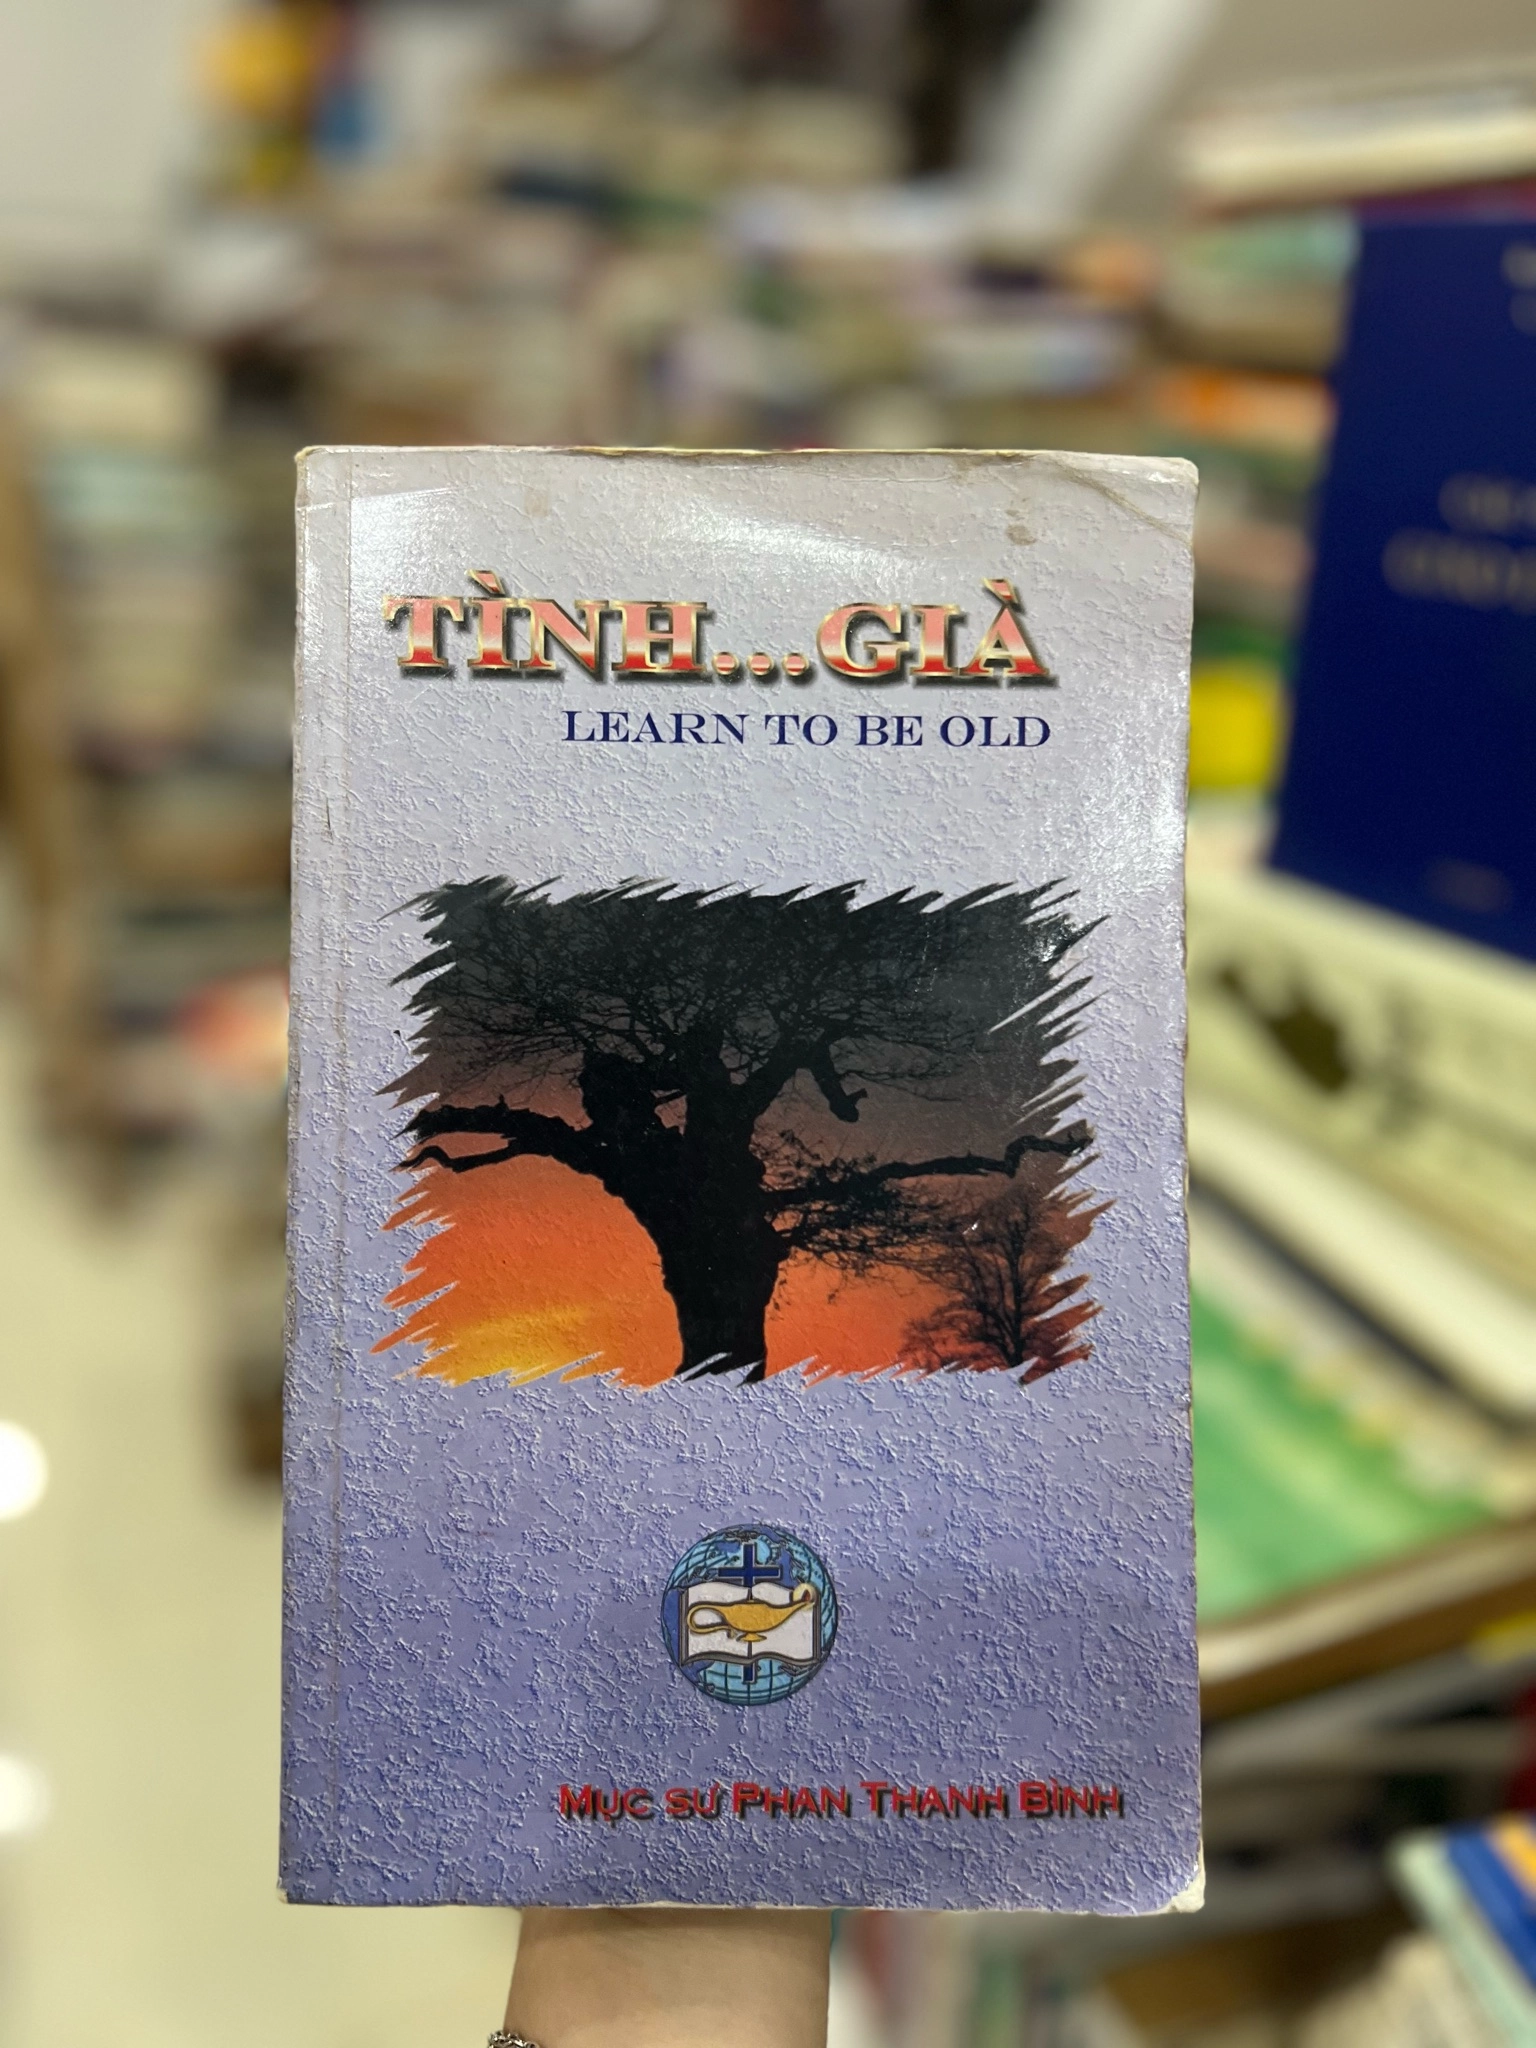 TÌNH...GIÀ
LEARN TO BE OLD
MỤC SƯ PHAN THANH BÌNH